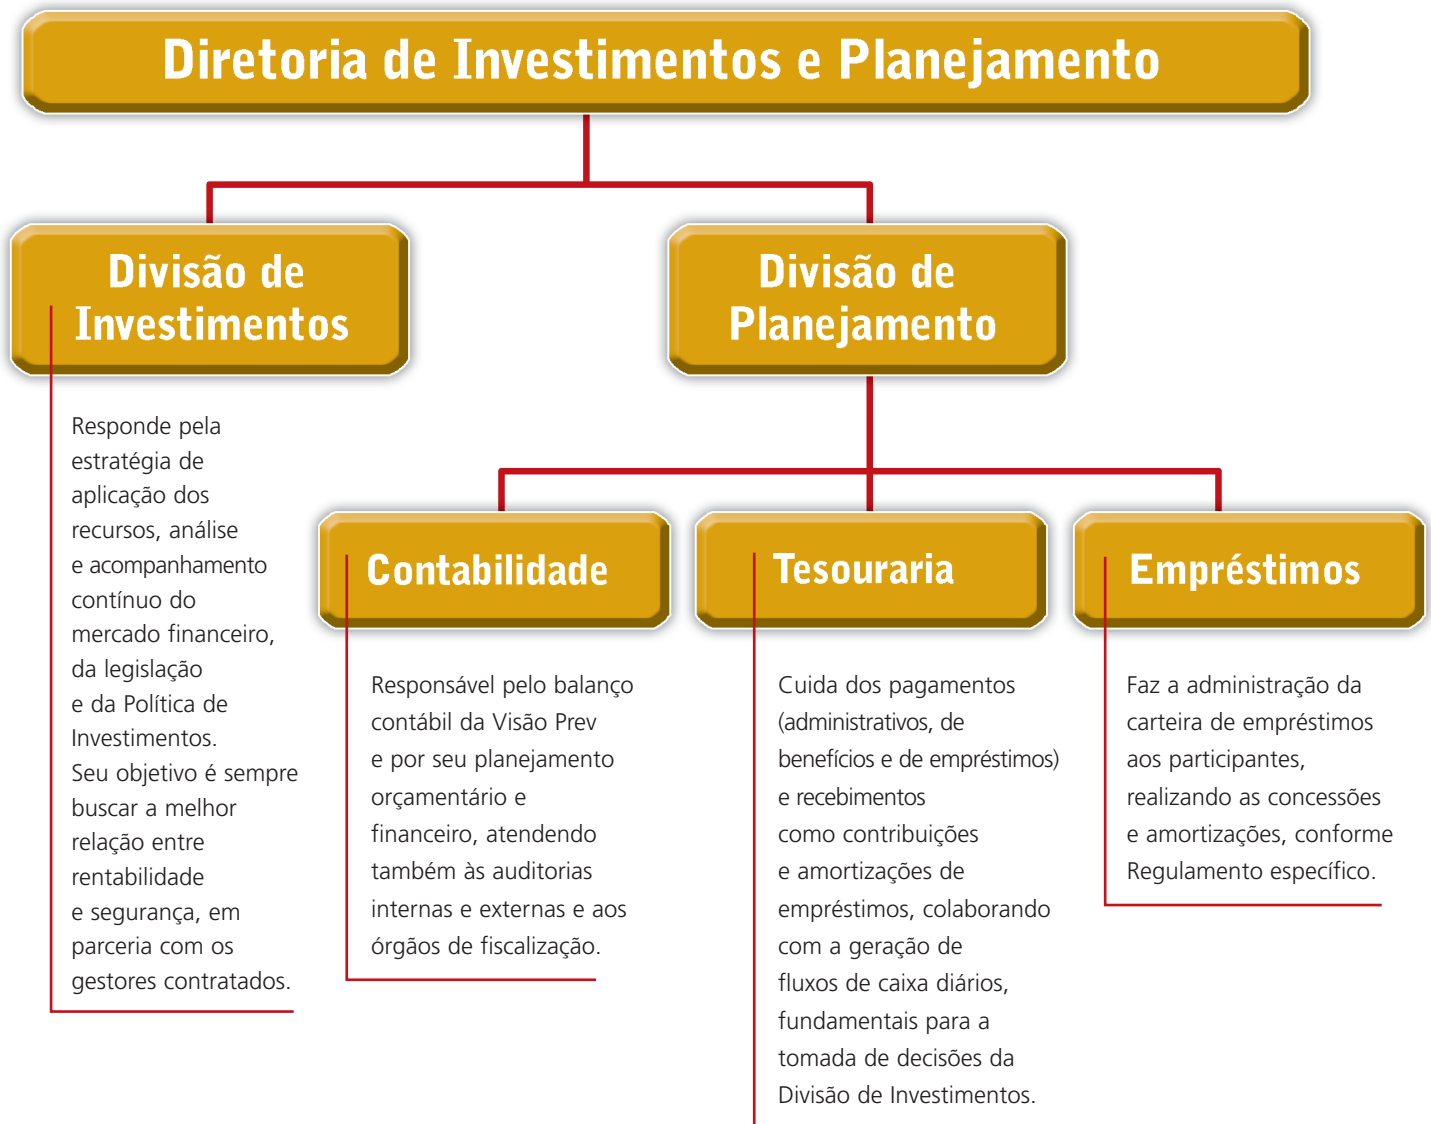 Diretoria de Investimentos e Planejamento
Divisão de
Investimentos
Divisão de
Planejamento
Responde pela
estratégia de
aplicação dos
recursos, análise
e acompanhamento
contínuo do
mercado financeiro,
da legislação
e da Política de
Investimentos.
Seu objetivo é sempre
buscar a melhor
relação entre
rentabilidade
e segurança, em
parceria com os
gestores contratados.
Contabilidade
Responsável pelo balanço
contábil da Visão Prev
e por seu planejamento
orçamentário e
financeiro, atendendo
também às auditorias
internas e externas e aos
órgãos de fiscalização.
Tesouraria
Cuida dos pagamentos
(administrativos, de
benefícios e de empréstimos)
e recebimentos
como contribuições
e amortizações de
empréstimos, colaborando
com a geração de
fluxos de caixa diários,
fundamentais para a
tomada de decisões da
Divisão de Investimentos.
Empréstimos
Faz a administração da
carteira de empréstimos
aos participantes,
realizando as concessões
e amortizações, conforme
Regulamento específico.